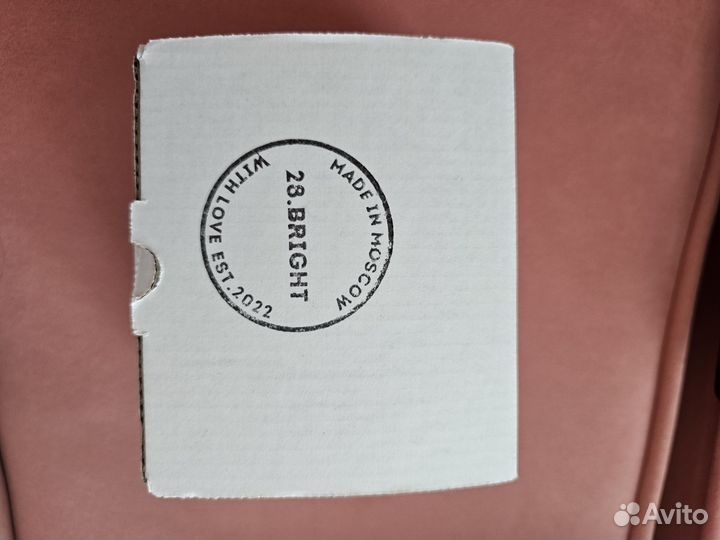 MADE IN MOSCOW
28.BRIGHT
WITH LOVE EST.2022
Avito